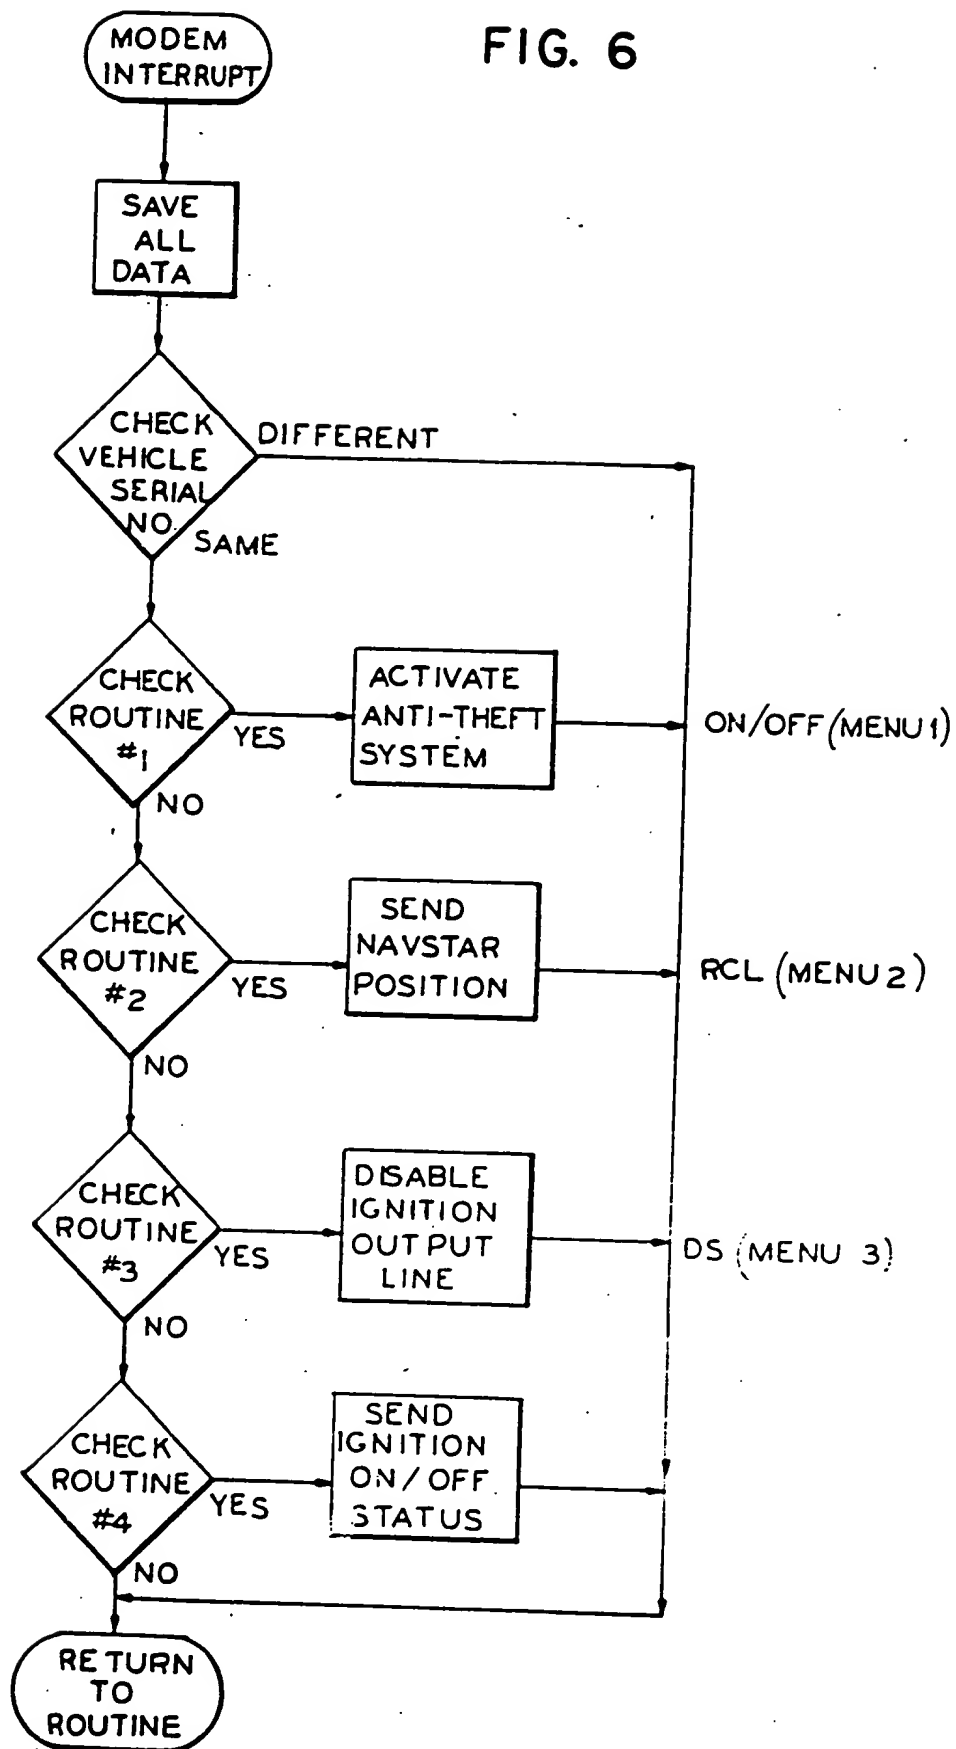 FIG. 6
MODEM
INTERRUPT
SAVE
ALL
DATA
CHECK
VEHICLE
SERIAL
NO.
DIFFERENT
SAME
CHECK
ROUTINE
#1
YES
ACTIVATE
ANTI-THEFT
SYSTEM
ON/OFF (MENU 1)
NO
CHECK
ROUTINE
#2
YES
SEND
NAVSTAR
POSITION
RCL (MENU 2)
NO
CHECK
ROUTINE
#3
YES
DISABLE
IGNITION
OUTPUT
LINE
DS (MENU 3)
NO
CHECK
ROUTINE
#4
YES
SEND
IGNITION
ON/OFF
STATUS
NO
RETURN
TO
ROUTINE